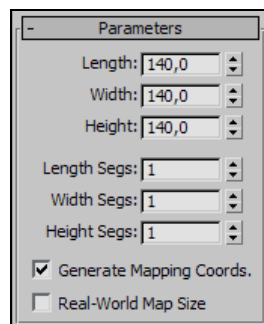 - Parameters
Length: 140,0
Width: 140,0
Height: 140,0
Length Segs: 1
Width Segs: 1
Height Segs: 1
Generate Mapping Coords.
Real-World Map Size